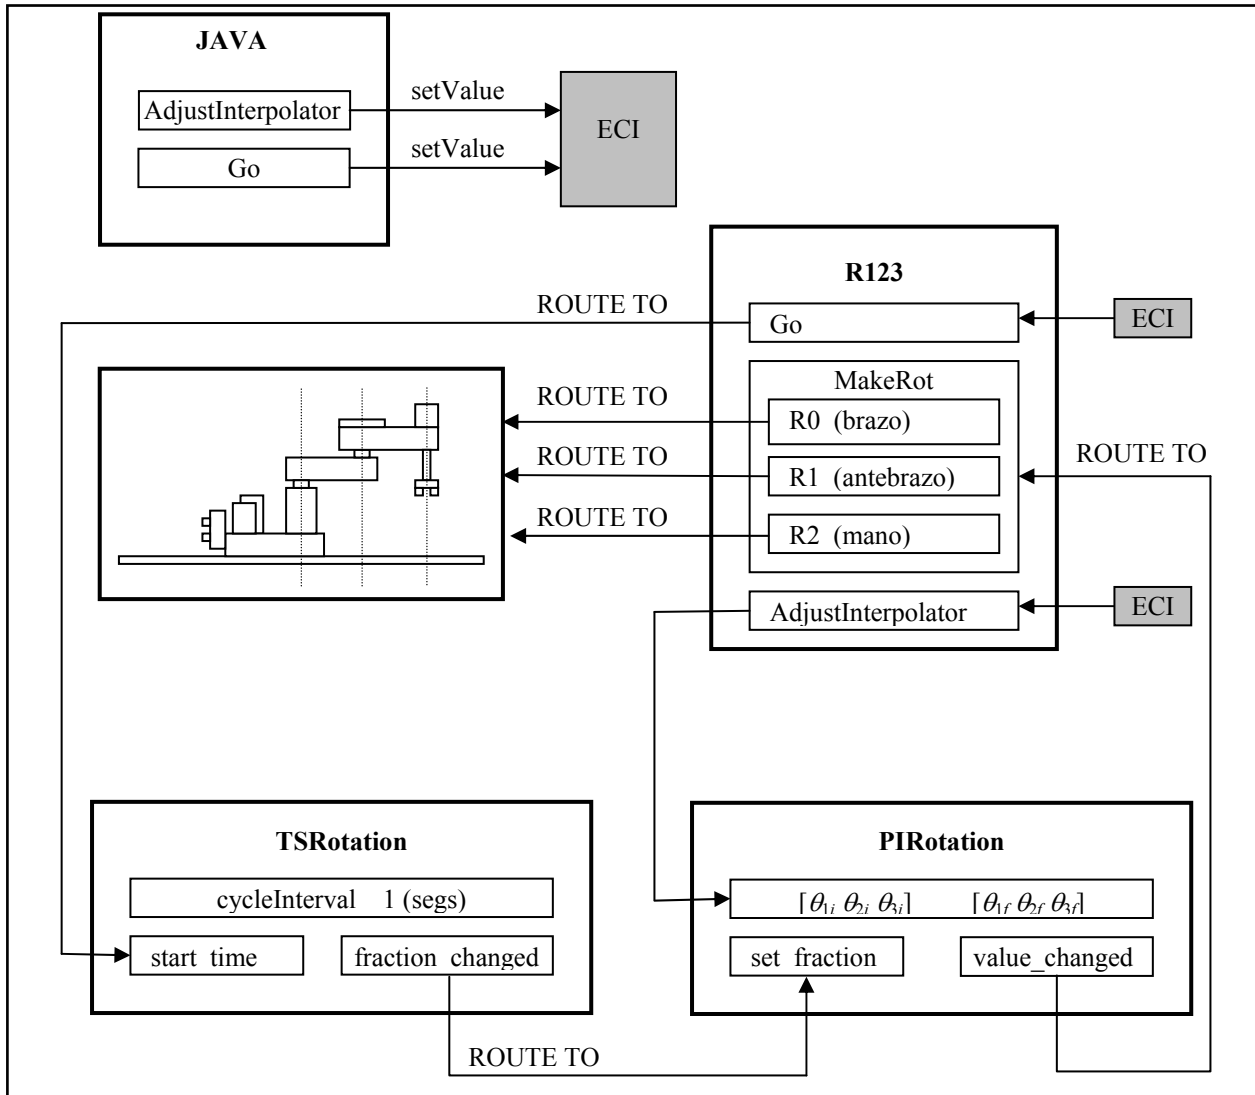 JAVA
AdjustInterpolator
setValue
ECI
Go
setValue
R123
ROUTE TO
Go
ECI
MakeRot
ROUTE TO
R0 (brazo)
ROUTE TO
ROUTE TO
R1 (antebrazo)
ROUTE TO
R2 (mano)
AdjustInterpolator
ECI
TSRotation
cycleInterval 1 (segs)
start time
fraction changed
PIRotation
[θ1i θ2i θ3i] [θ1f θ2f θ3f]
set fraction
value_changed
ROUTE TO